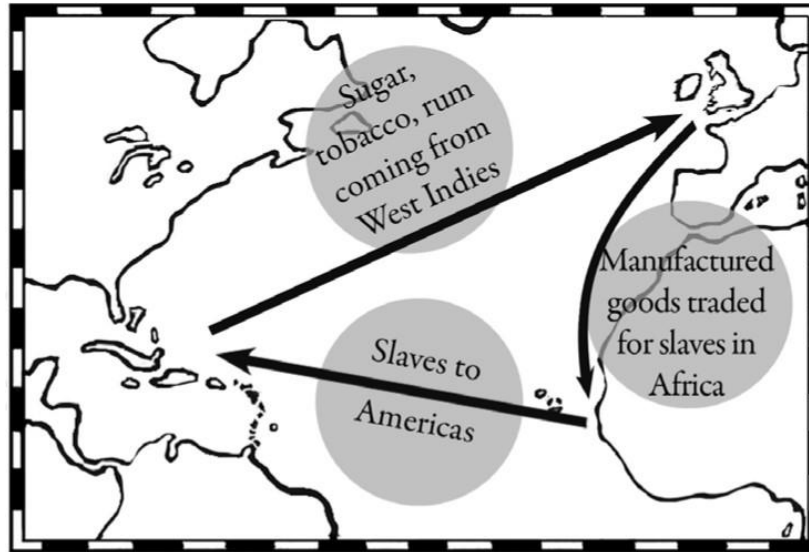 Sugar,
tobacco, rum
coming from
West Indies
Manufactured
goods traded
for slaves in
Africa
Slaves to
Americas